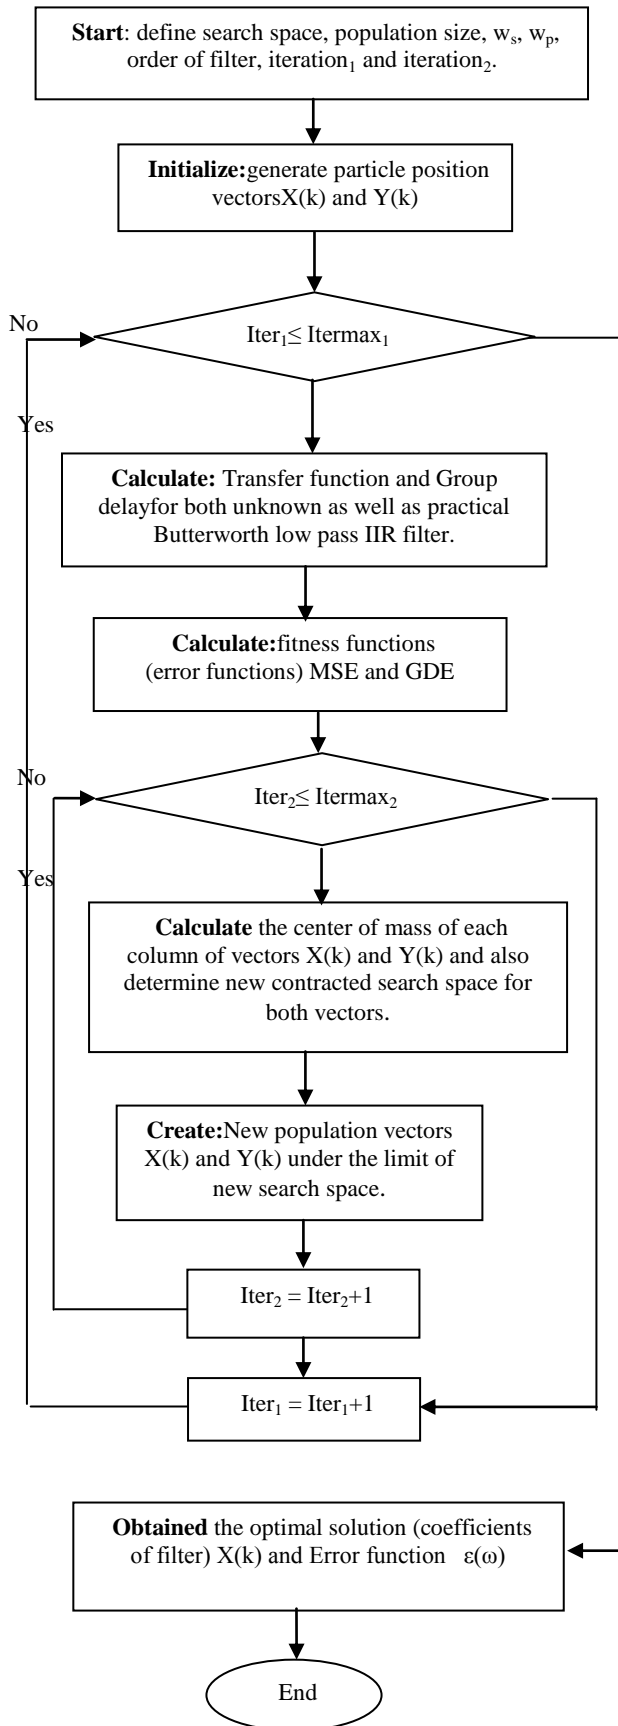 Start: define search space, population size, wₛ, wₚ,
order of filter, iteration₁ and iteration₂.
Initialize:generate particle position
vectorsX(k) and Y(k)
No
Iter₁≤ Itermax₁
Yes
Calculate: Transfer function and Group
delayfor both unknown as well as practical
Butterworth low pass IIR filter.
Calculate:fitness functions
(error functions) MSE and GDE
No
Iter₂≤ Itermax₂
Yes
Calculate the center of mass of each
column of vectors X(k) and Y(k) and also
determine new contracted search space for
both vectors.
Create:New population vectors
X(k) and Y(k) under the limit of
new search space.
Iter₂ = Iter₂+1
Iter₁ = Iter₁+1
Obtained the optimal solution (coefficients
of filter) X(k) and Error function ε(ω)
End